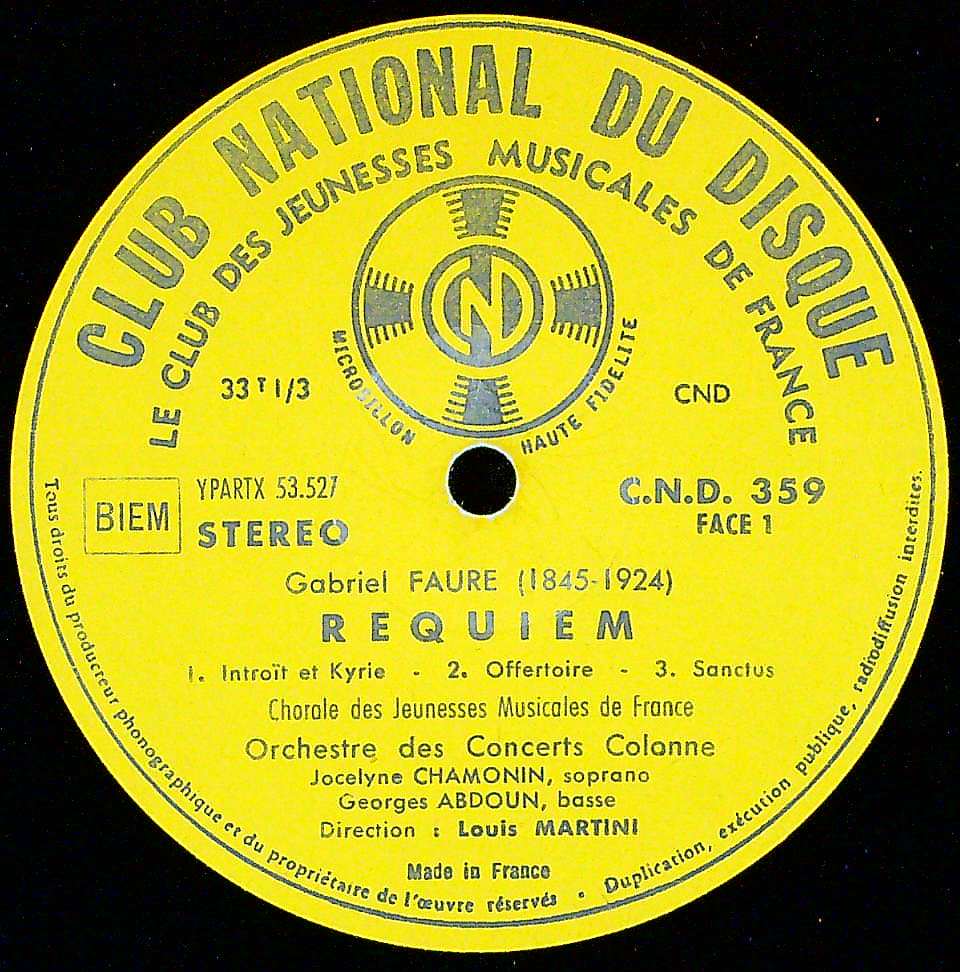 CLUB NATIONAL DU DISQUE
LE CLUB DES JEUNESSES MUSICALES DE FRANCE
CN
MICROSILLON HAUTE FIDELITE
33 T 1/3
CND
BIEM
YPARTX 53.527
STEREO
C.N.D. 359
FACE 1
Gabriel FAURE (1845-1924)
REQUIEM
1. Introït et Kyrie - 2. Offertoire - 3. Sanctus
Chorale des Jeunesses Musicales de France
Orchestre des Concerts Colonne
Jocelyne CHAMONIN, soprano
Georges ABDOUN, basse
Direction : Louis MARTINI
Made in France
Tous droits du producteur phonographique et du propriétaire de l'œuvre réservés • Duplication, exécution publique, radiodiffusion interdites.